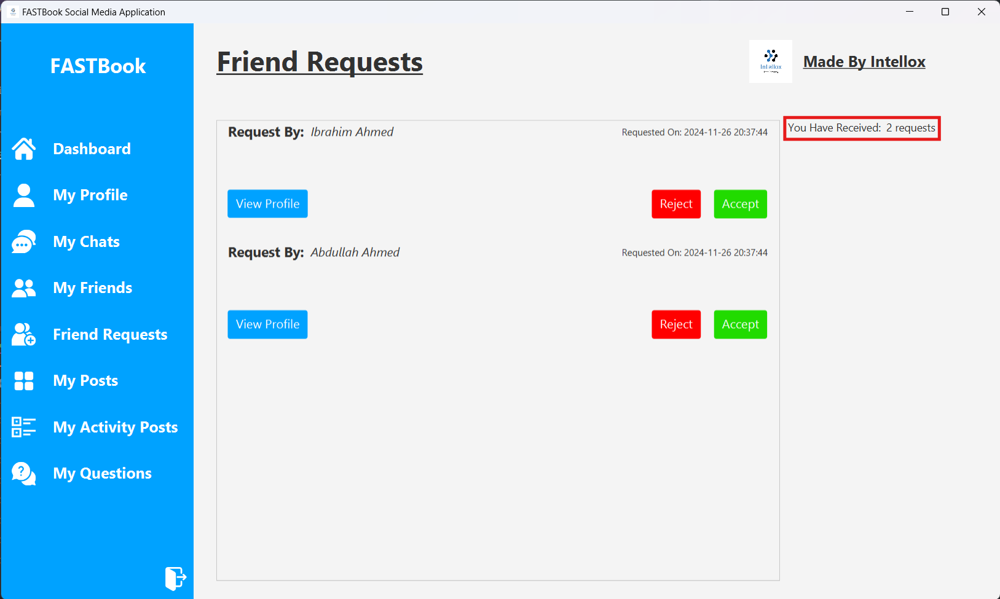 FASTBook Social Media Application
FASTBook
Friend Requests
Intellox
Made By Intellox
Dashboard
My Profile
My Chats
My Friends
Friend Requests
My Posts
My Activity Posts
My Questions
Request By: Ibrahim Ahmed
Requested On: 2024-11-26 20:37:44
View Profile
Reject
Accept
Request By: Abdullah Ahmed
Requested On: 2024-11-26 20:37:44
View Profile
Reject
Accept
You Have Received: 2 requests